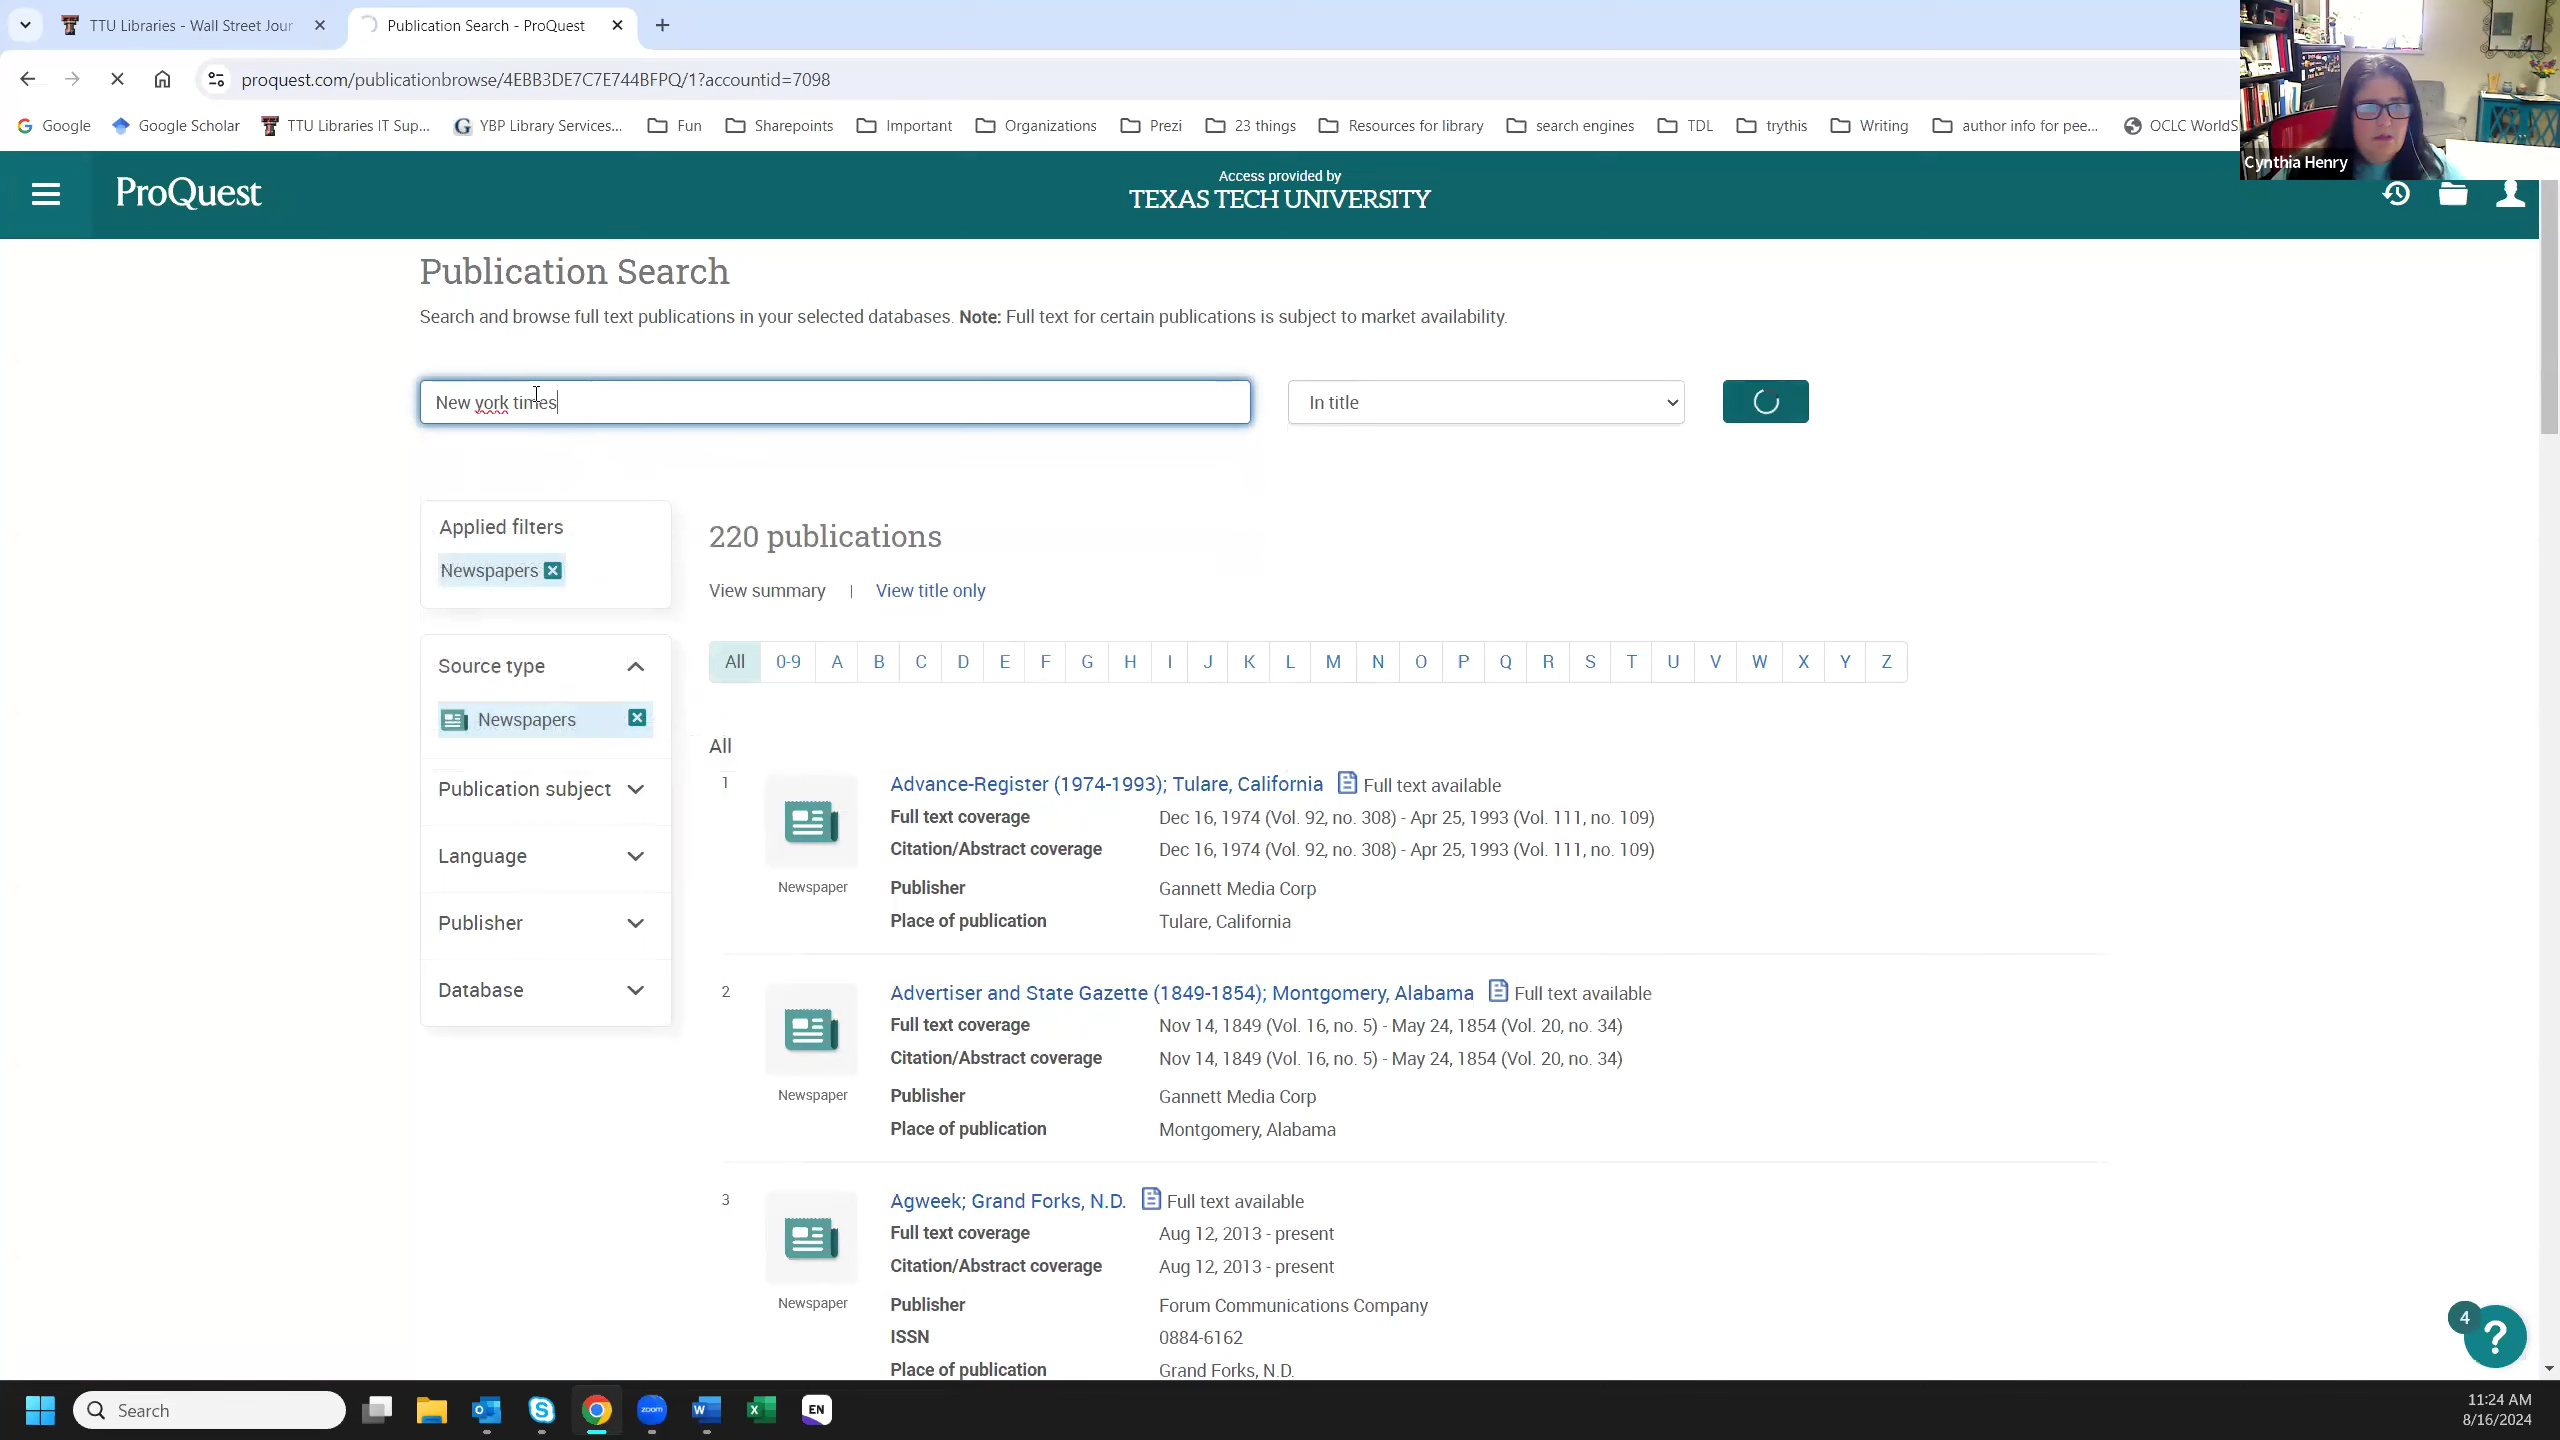 TTU Libraries - Wall Street Jour
Publication Search - ProQuest
proquest.com/publicationbrowse/4EBB3DE7C7E744BFPQ/1?accountid=7098
Google
Google Scholar
TTU Libraries IT Sup...
YBP Library Services...
Fun
Sharepoints
Important
Organizations
Prezi
23 things
Resources for library
search engines
TDL
trythis
Writing
author info for pee...
OCLC WorldS
Cynthia Henry
ProQuest
Access provided by
TEXAS TECH UNIVERSITY
Publication Search
Search and browse full text publications in your selected databases. Note: Full text for certain publications is subject to market availability.
New york times
In title
Applied filters
Newspapers
Source type
Newspapers
Publication subject
Language
Publisher
Database
220 publications
View summary | View title only
All 0-9 A B C D E F G H I J K L M N O P Q R S T U V W X Y Z
All
1
Newspaper
Advance-Register (1974-1993); Tulare, California Full text available
Full text coverage Dec 16, 1974 (Vol. 92, no. 308) - Apr 25, 1993 (Vol. 111, no. 109)
Citation/Abstract coverage Dec 16, 1974 (Vol. 92, no. 308) - Apr 25, 1993 (Vol. 111, no. 109)
Publisher Gannett Media Corp
Place of publication Tulare, California
2
Newspaper
Advertiser and State Gazette (1849-1854); Montgomery, Alabama Full text available
Full text coverage Nov 14, 1849 (Vol. 16, no. 5) - May 24, 1854 (Vol. 20, no. 34)
Citation/Abstract coverage Nov 14, 1849 (Vol. 16, no. 5) - May 24, 1854 (Vol. 20, no. 34)
Publisher Gannett Media Corp
Place of publication Montgomery, Alabama
3
Newspaper
Agweek; Grand Forks, N.D. Full text available
Full text coverage Aug 12, 2013 - present
Citation/Abstract coverage Aug 12, 2013 - present
Publisher Forum Communications Company
ISSN 0884-6162
Place of publication Grand Forks, N.D.
4
?
Search
zoom
EN
11:24 AM
8/16/2024